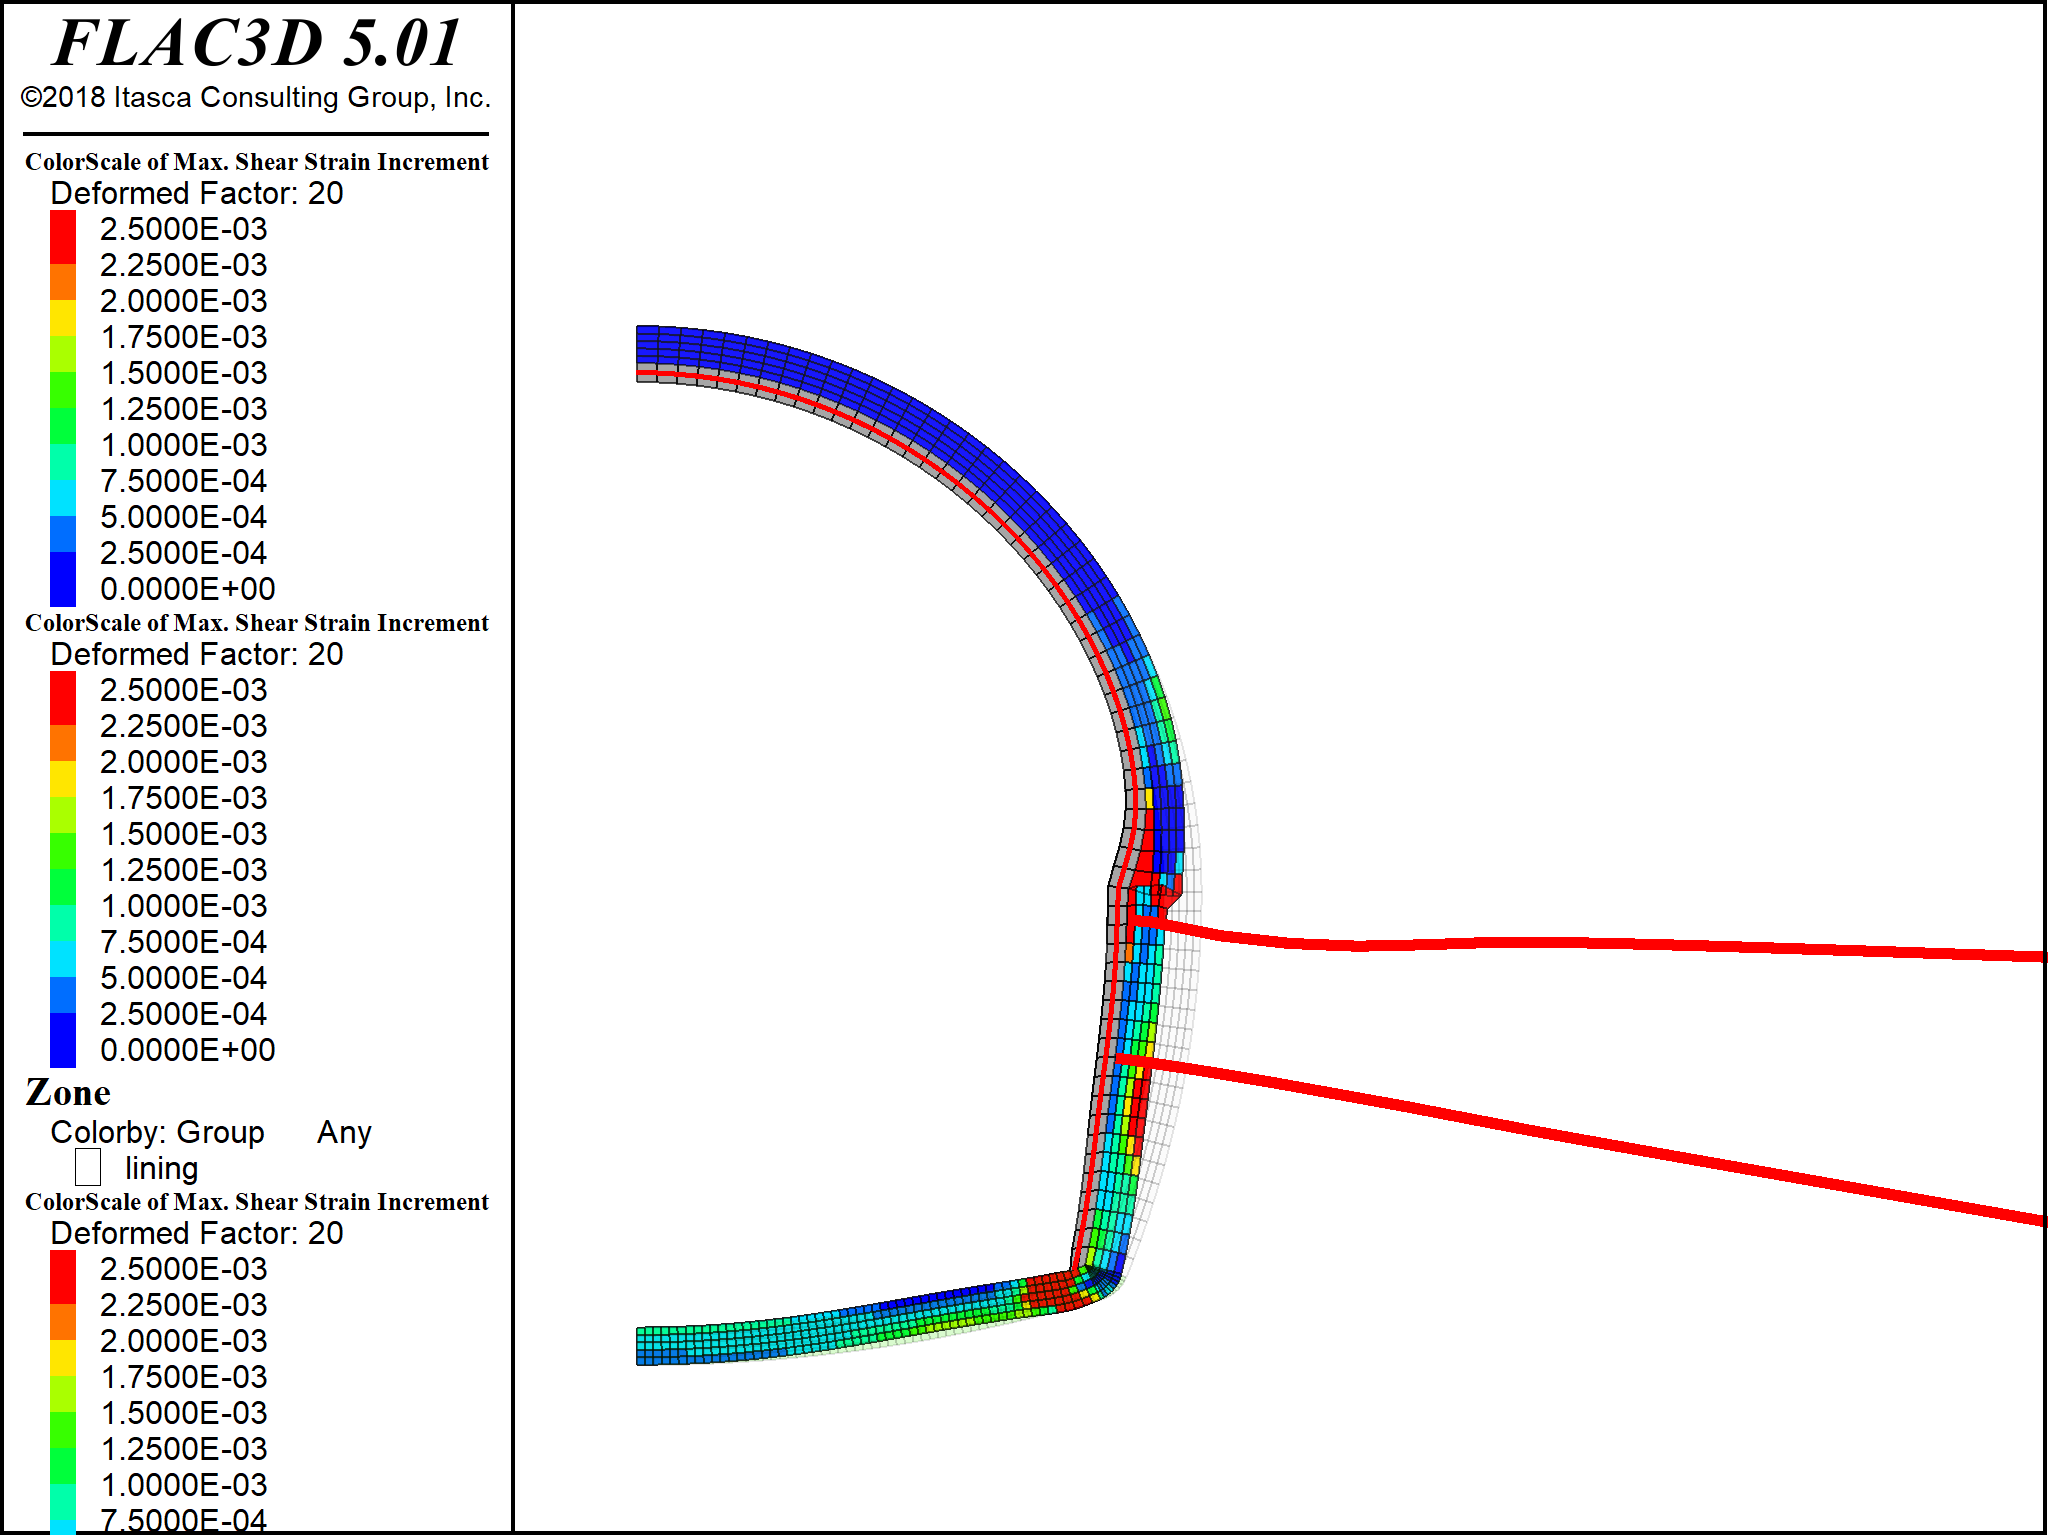 FLAC3D 5.01
©2018 Itasca Consulting Group, Inc.
ColorScale of Max. Shear Strain Increment
Deformed Factor: 20
2.5000E-03
2.2500E-03
2.0000E-03
1.7500E-03
1.5000E-03
1.2500E-03
1.0000E-03
7.5000E-04
5.0000E-04
2.5000E-04
0.0000E+00
ColorScale of Max. Shear Strain Increment
Deformed Factor: 20
2.5000E-03
2.2500E-03
2.0000E-03
1.7500E-03
1.5000E-03
1.2500E-03
1.0000E-03
7.5000E-04
5.0000E-04
2.5000E-04
0.0000E+00
Zone
Colorby: Group Any
lining
ColorScale of Max. Shear Strain Increment
Deformed Factor: 20
2.5000E-03
2.2500E-03
2.0000E-03
1.7500E-03
1.5000E-03
1.2500E-03
1.0000E-03
7.5000E-04